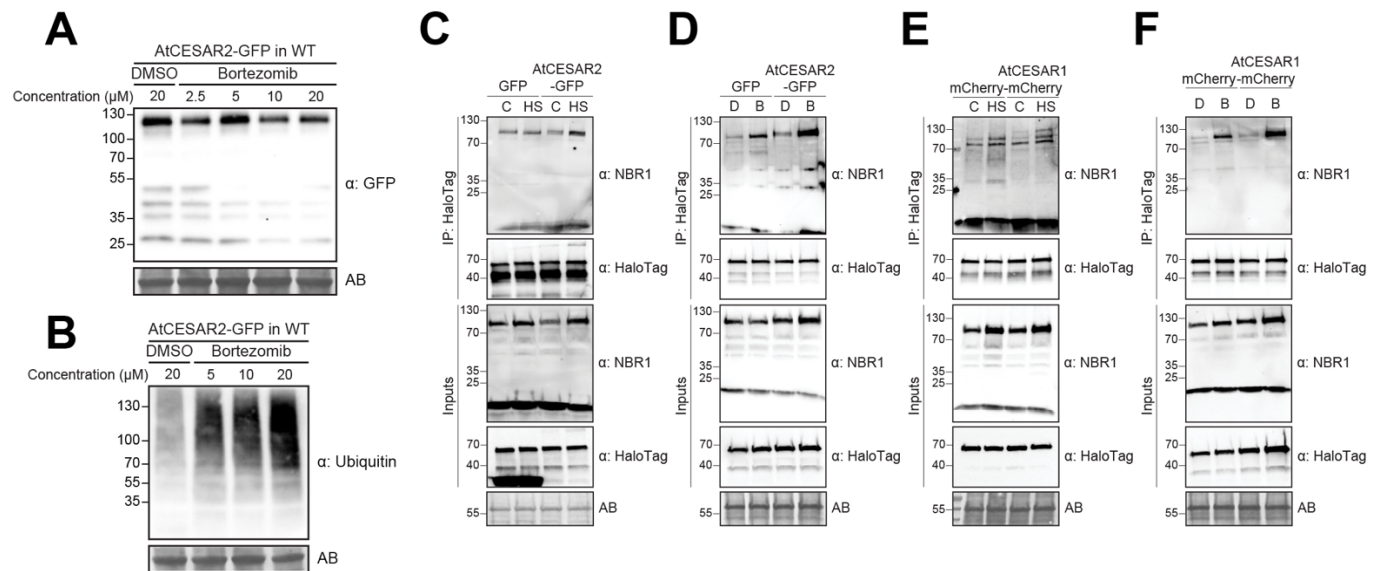 A
AtCESAR2-GFP in WT
DMSO Bortezomib
Concentration (µM) 20 2.5 5 10 20
130
100
70
55
35
25
α: GFP
AB
B
AtCESAR2-GFP in WT
DMSO Bortezomib
Concentration (µM) 20 5 10 20
130
100
70
55
35
α: Ubiquitin
AB
C
AtCESAR2
GFP -GFP
C HS C HS
IP: HaloTag
130
70
35
25
α: NBR1
70
40
α: HaloTag
Inputs
130
70
35
25
α: NBR1
70
40
α: HaloTag
55
AB
D
AtCESAR2
GFP -GFP
D B D B
IP: HaloTag
130
70
35
25
α: NBR1
70
40
α: HaloTag
Inputs
130
70
35
25
α: NBR1
70
40
α: HaloTag
55
AB
E
AtCESAR1
mCherry-mCherry
C HS C HS
IP: HaloTag
130
70
35
25
α: NBR1
70
40
α: HaloTag
Inputs
130
70
35
25
α: NBR1
70
40
α: HaloTag
55
AB
F
AtCESAR1
mCherry-mCherry
D B D B
IP: HaloTag
130
70
35
25
α: NBR1
70
40
α: HaloTag
Inputs
130
70
35
25
α: NBR1
70
40
α: HaloTag
55
AB